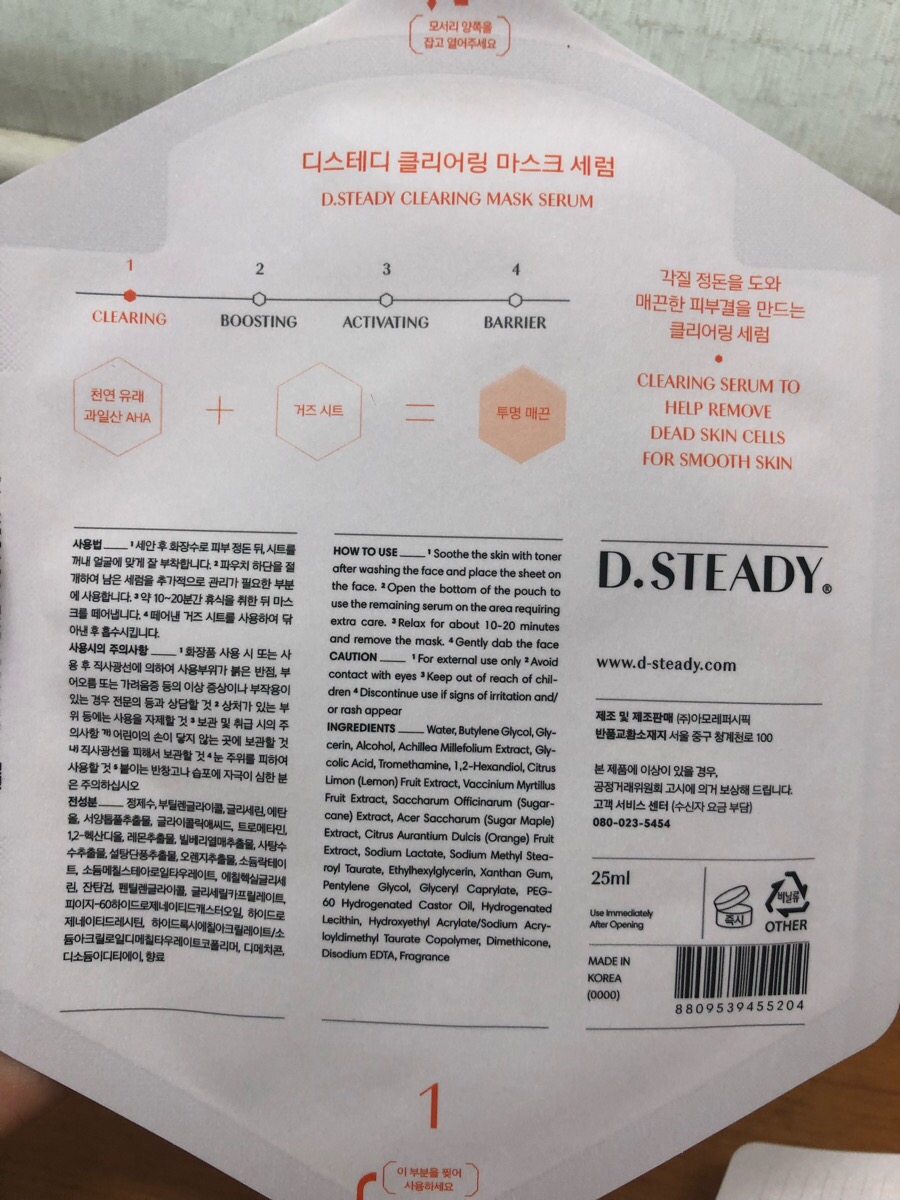 모서리 양쪽을
잡고 열어주세요
디스테디 클리어링 마스크 세럼
D.STEADY CLEARING MASK SERUM
1
2
3
4
CLEARING
BOOSTING
ACTIVATING
BARRIER
천연 유래
과일산 AHA
+
거즈 시트
=
투명 매끈
각질 정돈을 도와
매끈한 피부결을 만드는
클리어링 세럼
•
CLEARING SERUM TO
HELP REMOVE
DEAD SKIN CELLS
FOR SMOOTH SKIN
사용법 ____ ¹ 세안 후 화장수로 피부 정돈 뒤, 시트를
꺼내 얼굴에 맞게 잘 부착합니다. ² 파우치 하단을 절
개하여 남은 세럼을 추가적으로 관리가 필요한 부분
에 사용합니다. ³ 약 10~20분간 휴식을 취한 뒤 마스
크를 떼어냅니다. ⁴ 떼어낸 거즈 시트를 사용하여 닦
아낸 후 흡수시킵니다.
사용시의 주의사항 ____ ¹ 화장품 사용 시 또는 사
용 후 직사광선에 의하여 사용부위가 붉은 반점, 부
어오름 또는 가려움증 등의 이상 증상이나 부작용이
있는 경우 전문의 등과 상담할 것 ² 상처가 있는 부
위 등에는 사용을 자제할 것 ³ 보관 및 취급 시의 주
의사항 가) 어린이의 손이 닿지 않는 곳에 보관할 것
나) 직사광선을 피해서 보관할 것 ⁴ 눈 주위를 피하여
사용할 것 ⁵ 붙이는 반창고나 습포에 자극이 심한 분
은 주의하십시오
전성분 ____ 정제수, 부틸렌글라이콜, 글리세린, 에탄
올, 서양톱풀추출물, 글라이콜릭애씨드, 트로메타민,
1,2-헥산디올, 레몬추출물, 빌베리열매추출물, 사탕수
수추출물, 설탕단풍추출물, 오렌지추출물, 소듐락테이
트, 소듐메칠스테아로일타우레이트, 에칠헥실글리세
린, 잔탄검, 펜틸렌글라이콜, 글리세릴카프릴레이트,
피이지-60하이드로제네이티드캐스터오일, 하이드로
제네이티드레시틴, 하이드록시에칠아크릴레이트/소
듐아크릴로일디메칠타우레이트코폴리머, 디메치콘,
디소듐이디티에이, 향료
HOW TO USE ____ ¹ Soothe the skin with toner
after washing the face and place the sheet on
the face. ² Open the bottom of the pouch to
use the remaining serum on the area requiring
extra care. ³ Relax for about 10-20 minutes
and remove the mask. ⁴ Gently dab the face
CAUTION ____ ¹ For external use only ² Avoid
contact with eyes ³ Keep out of reach of chil-
dren ⁴ Discontinue use if signs of irritation and/
or rash appear
INGREDIENTS ____ Water, Butylene Glycol, Gly-
cerin, Alcohol, Achillea Millefolium Extract, Gly-
colic Acid, Tromethamine, 1,2-Hexandiol, Citrus
Limon (Lemon) Fruit Extract, Vaccinium Myrtillus
Fruit Extract, Saccharum Officinarum (Sugar-
cane) Extract, Acer Saccharum (Sugar Maple)
Extract, Citrus Aurantium Dulcis (Orange) Fruit
Extract, Sodium Lactate, Sodium Methyl Stea-
royl Taurate, Ethylhexylglycerin, Xanthan Gum,
Pentylene Glycol, Glyceryl Caprylate, PEG-
60 Hydrogenated Castor Oil, Hydrogenated
Lecithin, Hydroxyethyl Acrylate/Sodium Acry-
loyldimethyl Taurate Copolymer, Dimethicone,
Disodium EDTA, Fragrance
D.STEADY®
www.d-steady.com
제조 및 제조판매 (주)아모레퍼시픽
반품교환소재지 서울 중구 청계천로 100
본 제품에 이상이 있을 경우,
공정거래위원회 고시에 의거 보상해 드립니다.
고객 서비스 센터 (수신자 요금 부담)
080-023-5454
25ml
Use Immediately
After Opening
즉시
비닐류
OTHER
MADE IN
KOREA
(0000)
8809539455204
1
이 부분을 찢어
사용하세요